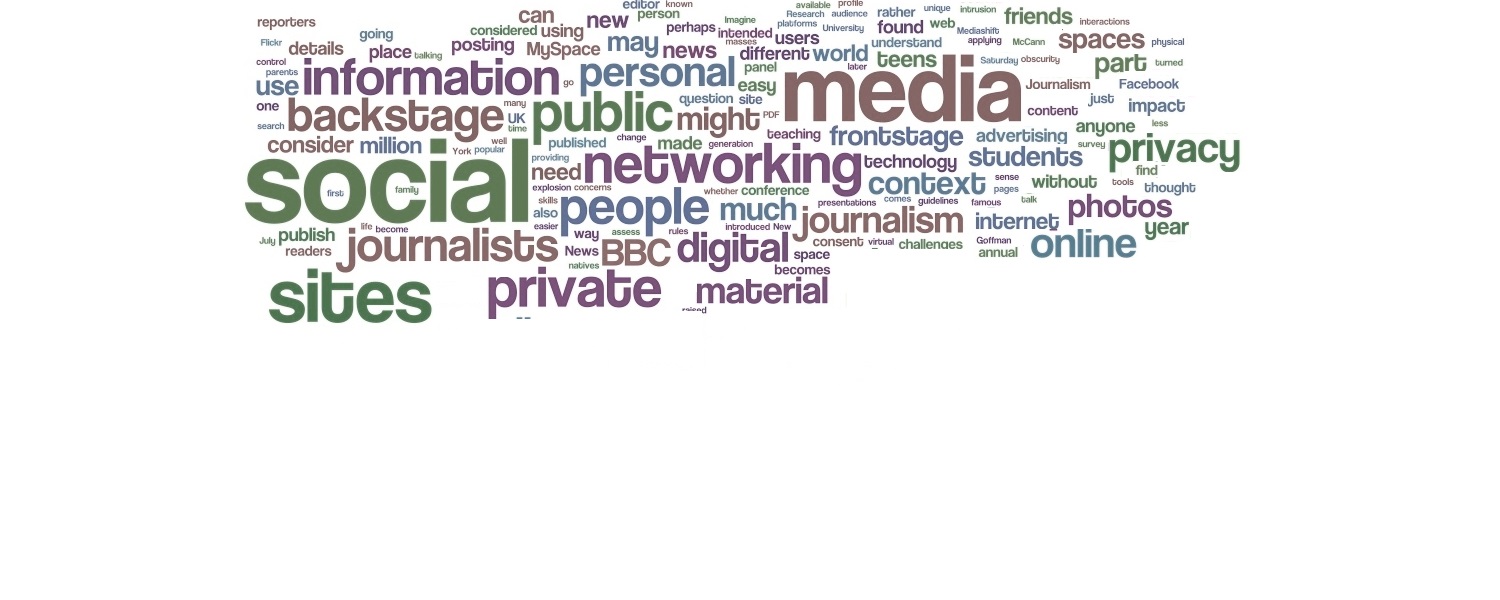 editor known available profile
reporters can new person Imagine Research audience rather unique intrusion friends interactions
Flickr going considered using perhaps intended platforms University found web Mediashift
details place talking posting MySpace may news masses users understand applying McCann spaces physical
control different world teens Saturday obscurity part turned
parents information go personal panel later
use easy media Journalism Facebook
one backstage many public question site content just impact
search UK time might PDF teaching frontstage advertising anyone less
consider million well published change made generation survey privacy
York popular providing need networking technology students find
social first family explosion concerns whether conference context sense pages without tools thought
skills also people much presentations comes guidelines famous talk photos
easier introduced New journalism internet year
July publish life become way assess rules consent virtual challenges Goffman online
readers journalists News BBC digital space annual
natives becomes
sites private material
raised